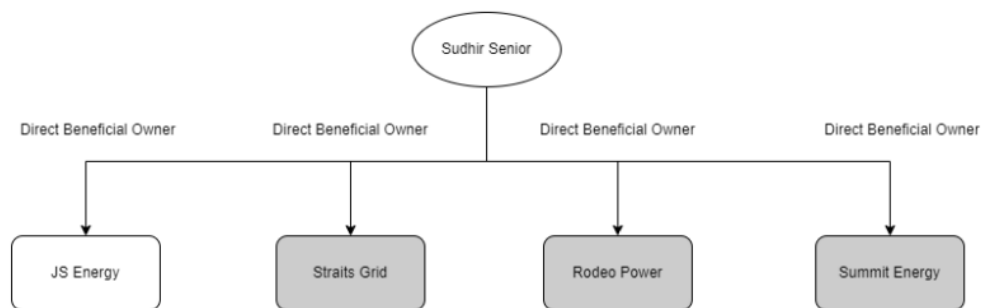 Sudhir Senior
Direct Beneficial Owner
Direct Beneficial Owner
Direct Beneficial Owner
Direct Beneficial Owner
JS Energy
Straits Grid
Rodeo Power
Summit Energy